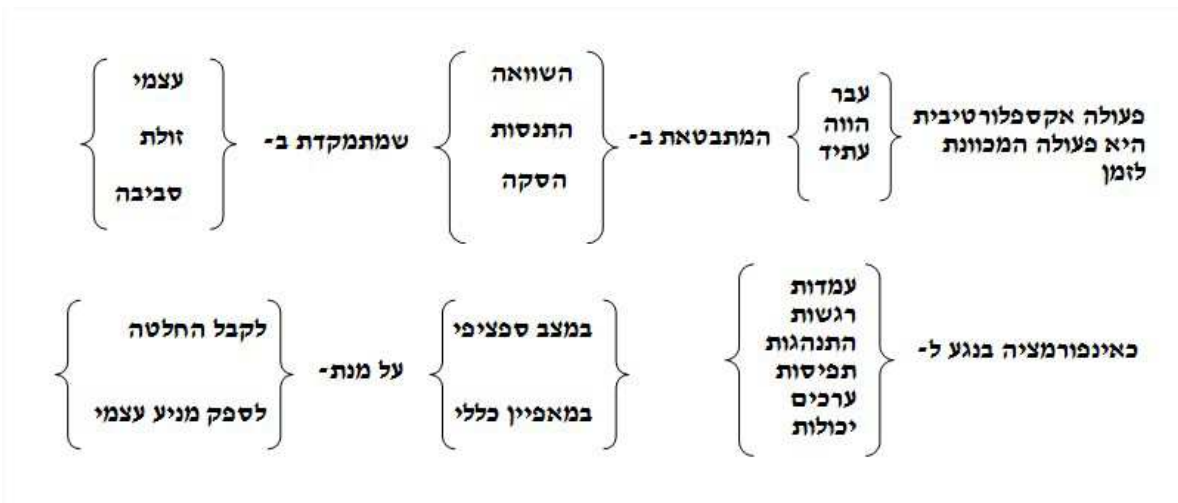 פעולה אקספלורטיבית
היא פעולה המכוונת
לזמן
עבר
הווה
עתיד
המתבטאת ב-
השוואה
התנסות
הסקה
שמתמקדת ב-
עצמי
זולת
סביבה
כאינפורמציה בנגע ל-
עמדות
רגשות
התנהגות
תפיסות
ערכים
יכולות
במצב ספציפי
במאפיין כללי
על מנת-
לקבל החלטה
לספק מניע עצמי